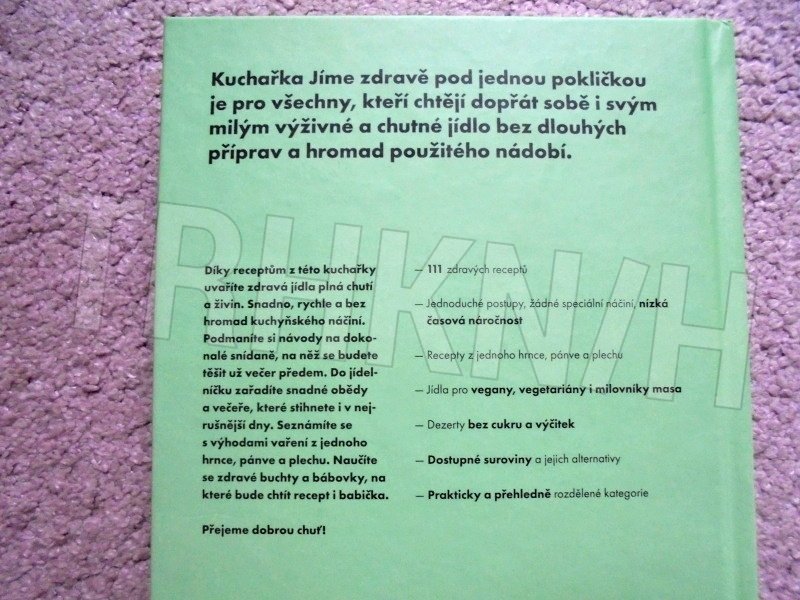 Kuchařka Jíme zdravě pod jednou pokličkou
je pro všechny, kteří chtějí dopřát sobě i svým
milým výživné a chutné jídlo bez dlouhých
příprav a hromad použitého nádobí.
Díky receptům z této kuchařky
uvaříte zdravá jídla plná chutí
a živin. Snadno, rychle a bez
hromad kuchyňského náčiní.
Podmaníte si návody na doko-
nalé snídaně, na něž se budete
těšit už večer předem. Do jídel-
níčku zařadíte snadné obědy
a večeře, které stihnete i v nej-
rušnější dny. Seznámíte se
s výhodami vaření z jednoho
hrnce, pánve a plechu. Naučíte
se zdravé buchty a bábovky, na
které bude chtít recept i babička.
Přejeme dobrou chuť!
— 111 zdravých receptů
— Jednoduché postupy, žádné speciální náčiní, nízká
časová náročnost
— Recepty z jednoho hrnce, pánve a plechu
— Jídla pro vegany, vegetariány i milovníky masa
— Dezerty bez cukru a výčitek
— Dostupné suroviny a jejich alternativy
— Prakticky a přehledně rozdělené kategorie
TRHKNIH